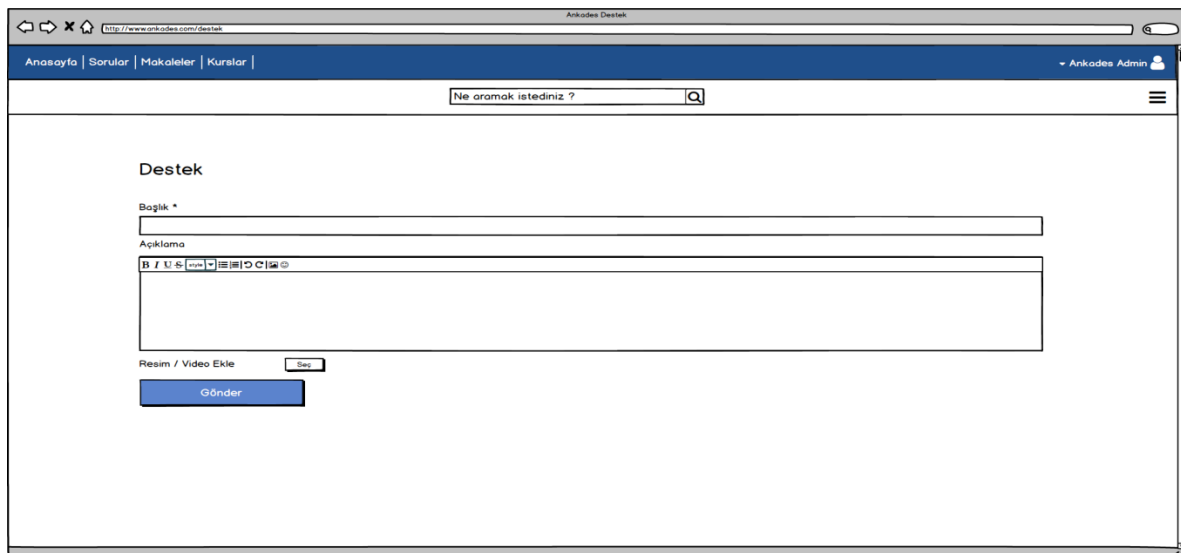 Ankades Destek
http://www.ankades.com/destek
Anasayfa | Sorular | Makaleler | Kurslar |
Ankades Admin
Ne aramak istediniz ?
Destek
Başlık *
Açıklama
B I U S style
Resim / Video Ekle Seç
Gönder